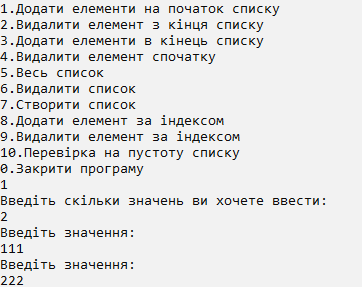 1.Додати елементи на початок списку
2.Видалити елемент з кінця списку
3.Додати елементи в кінець списку
4.Видалити елемент спочатку
5.Весь список
6.Видалити список
7.Створити список
8.Додати елемент за індексом
9.Видалити елемент за індексом
10.Перевірка на пустоту списку
0.Закрити програму
1
Введіть скільки значень ви хочете ввести:
2
Введіть значення:
111
Введіть значення:
222